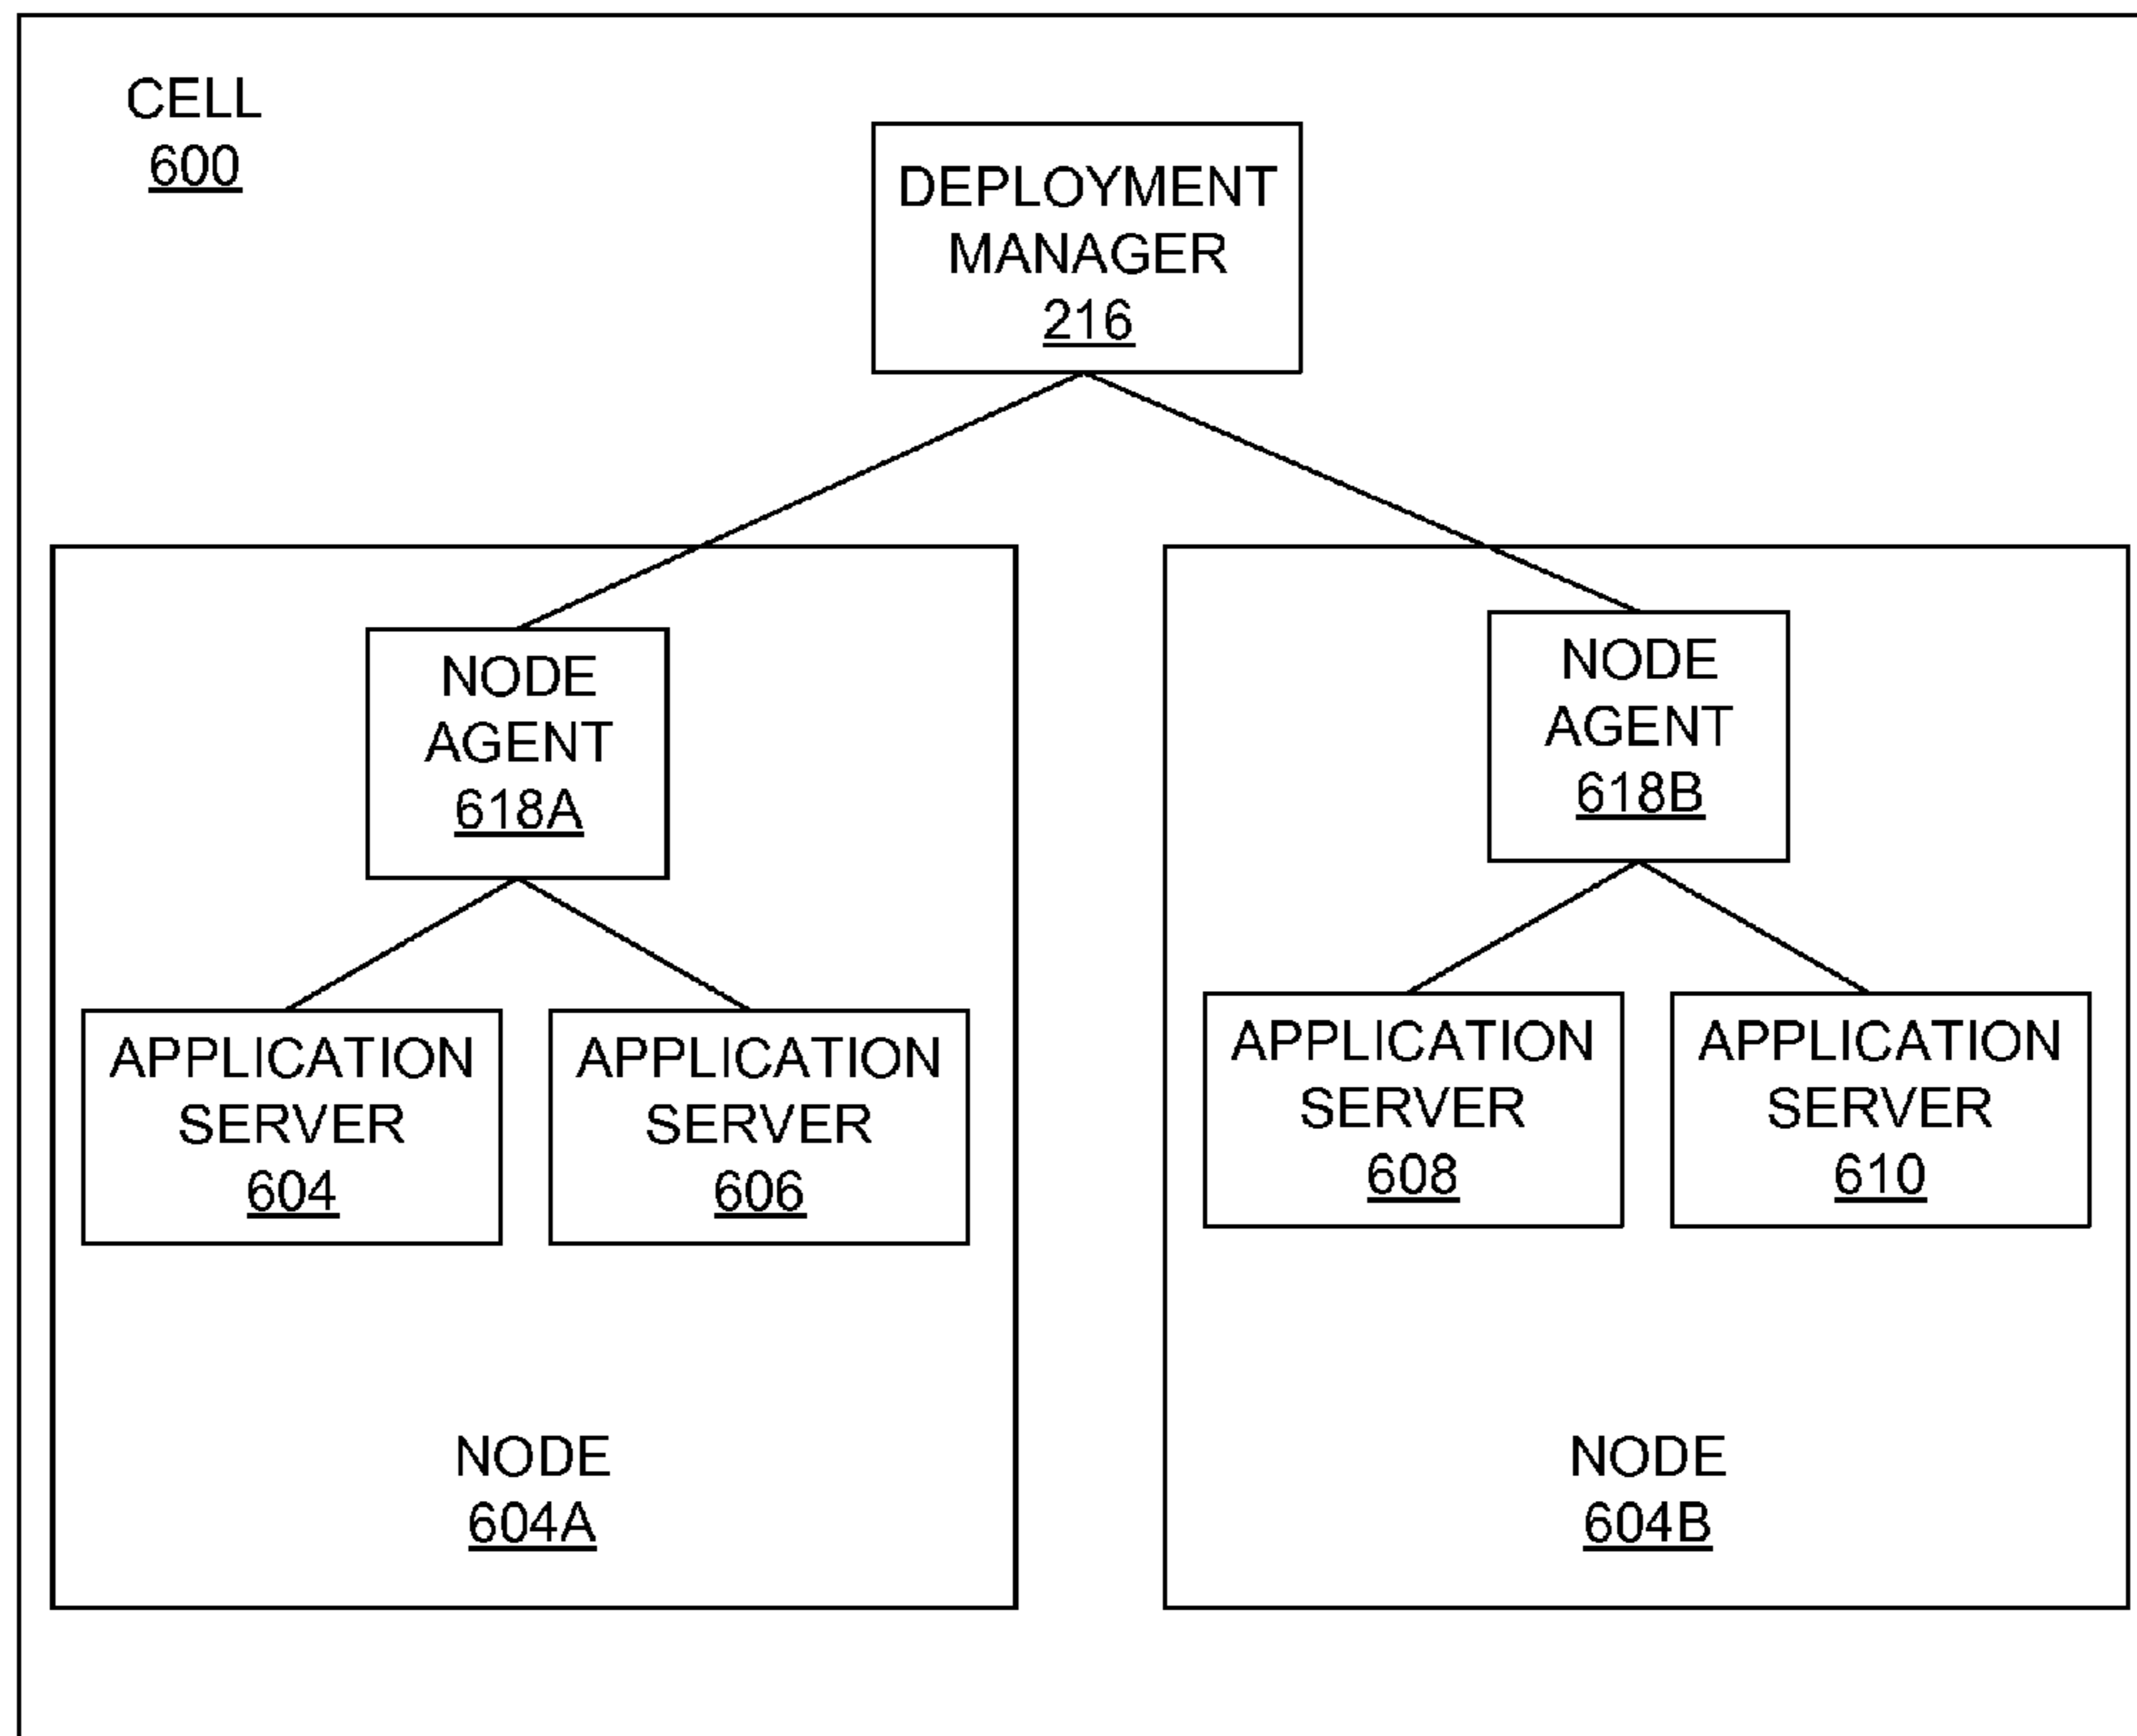 CELL
600
DEPLOYMENT
MANAGER
216
NODE
AGENT
618A
NODE
AGENT
618B
APPLICATION
SERVER
604
APPLICATION
SERVER
606
APPLICATION
SERVER
608
APPLICATION
SERVER
610
NODE
604A
NODE
604B